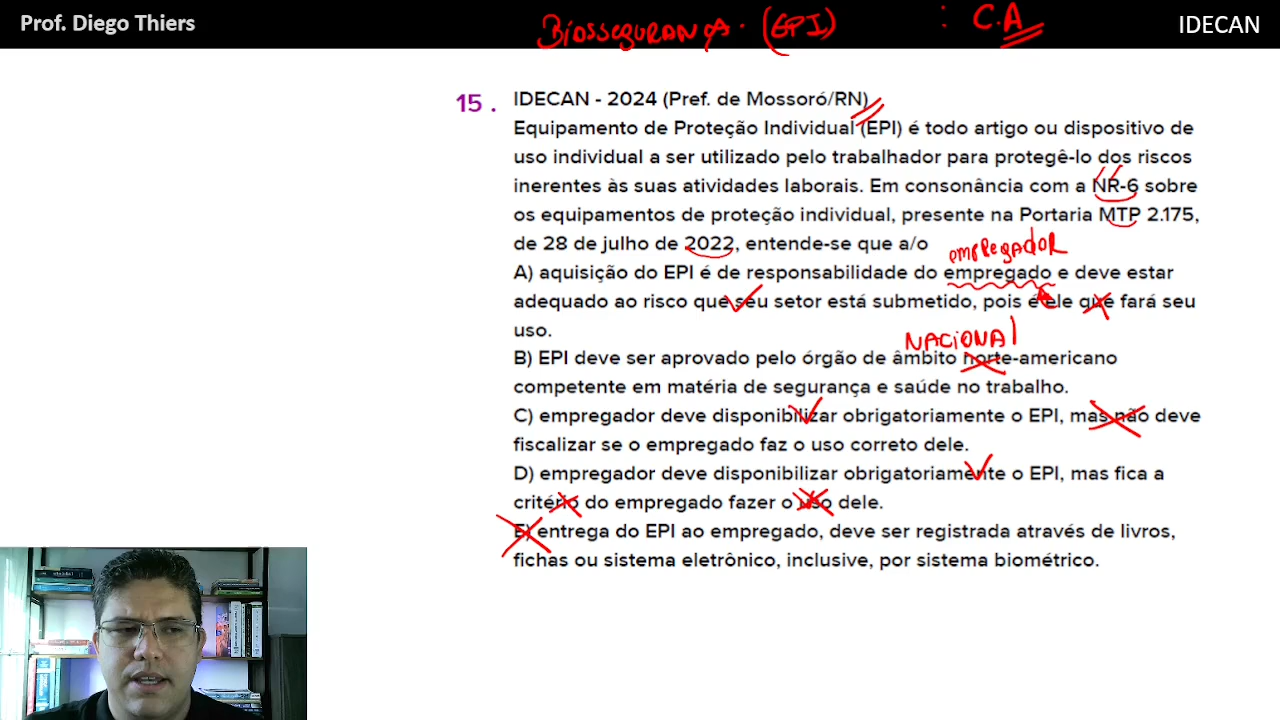 Prof. Diego Thiers
Biossegurança. (EPI) : C.A
IDECAN
15 . IDECAN - 2024 (Pref. de Mossoró/RN)
Equipamento de Proteção Individual (EPI) é todo artigo ou dispositivo de
uso individual a ser utilizado pelo trabalhador para protegê-lo dos riscos
inerentes às suas atividades laborais. Em consonância com a NR-6 sobre
os equipamentos de proteção individual, presente na Portaria MTP 2.175,
de 28 de julho de 2022, entende-se que a/o
empregador
A) aquisição do EPI é de responsabilidade do empregado e deve estar
adequado ao risco que seu setor está submetido, pois é ele que fará seu
uso.
NACIONAL
B) EPI deve ser aprovado pelo órgão de âmbito norte-americano
competente em matéria de segurança e saúde no trabalho.
C) empregador deve disponibilizar obrigatoriamente o EPI, mas não deve
fiscalizar se o empregado faz o uso correto dele.
D) empregador deve disponibilizar obrigatoriamente o EPI, mas fica a
critério do empregado fazer o uso dele.
E) entrega do EPI ao empregado, deve ser registrada através de livros,
fichas ou sistema eletrônico, inclusive, por sistema biométrico.